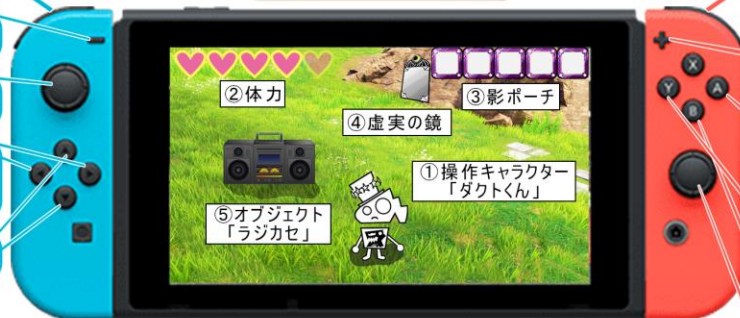 ②体力
③影ポーチ
④虚実の鏡
①操作キャラクター
「ダクトくん」
⑤オブジェクト
「ラジカセ」
X
Y
A
B